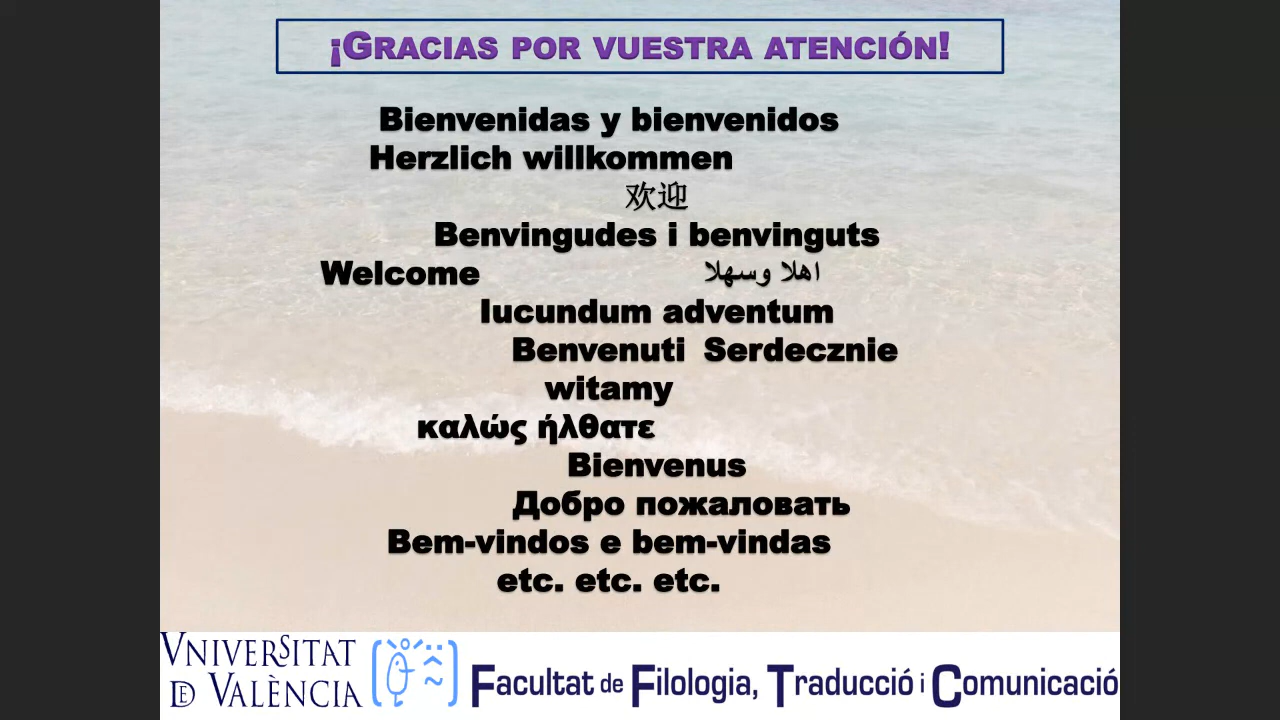 ¡GRACIAS POR VUESTRA ATENCIÓN!
Bienvenidas y bienvenidos
Herzlich willkommen
欢迎
Benvingudes i benvinguts
Welcome اهلا وسهلا
Iucundum adventum
Benvenuti Serdecznie
witamy
καλώς ήλθατε
Bienvenus
Добро пожаловать
Bem-vindos e bem-vindas
etc. etc. etc.
VNIVERSITAT
DE VALÈNCIA
Facultat de Filologia, Traducció i Comunicació